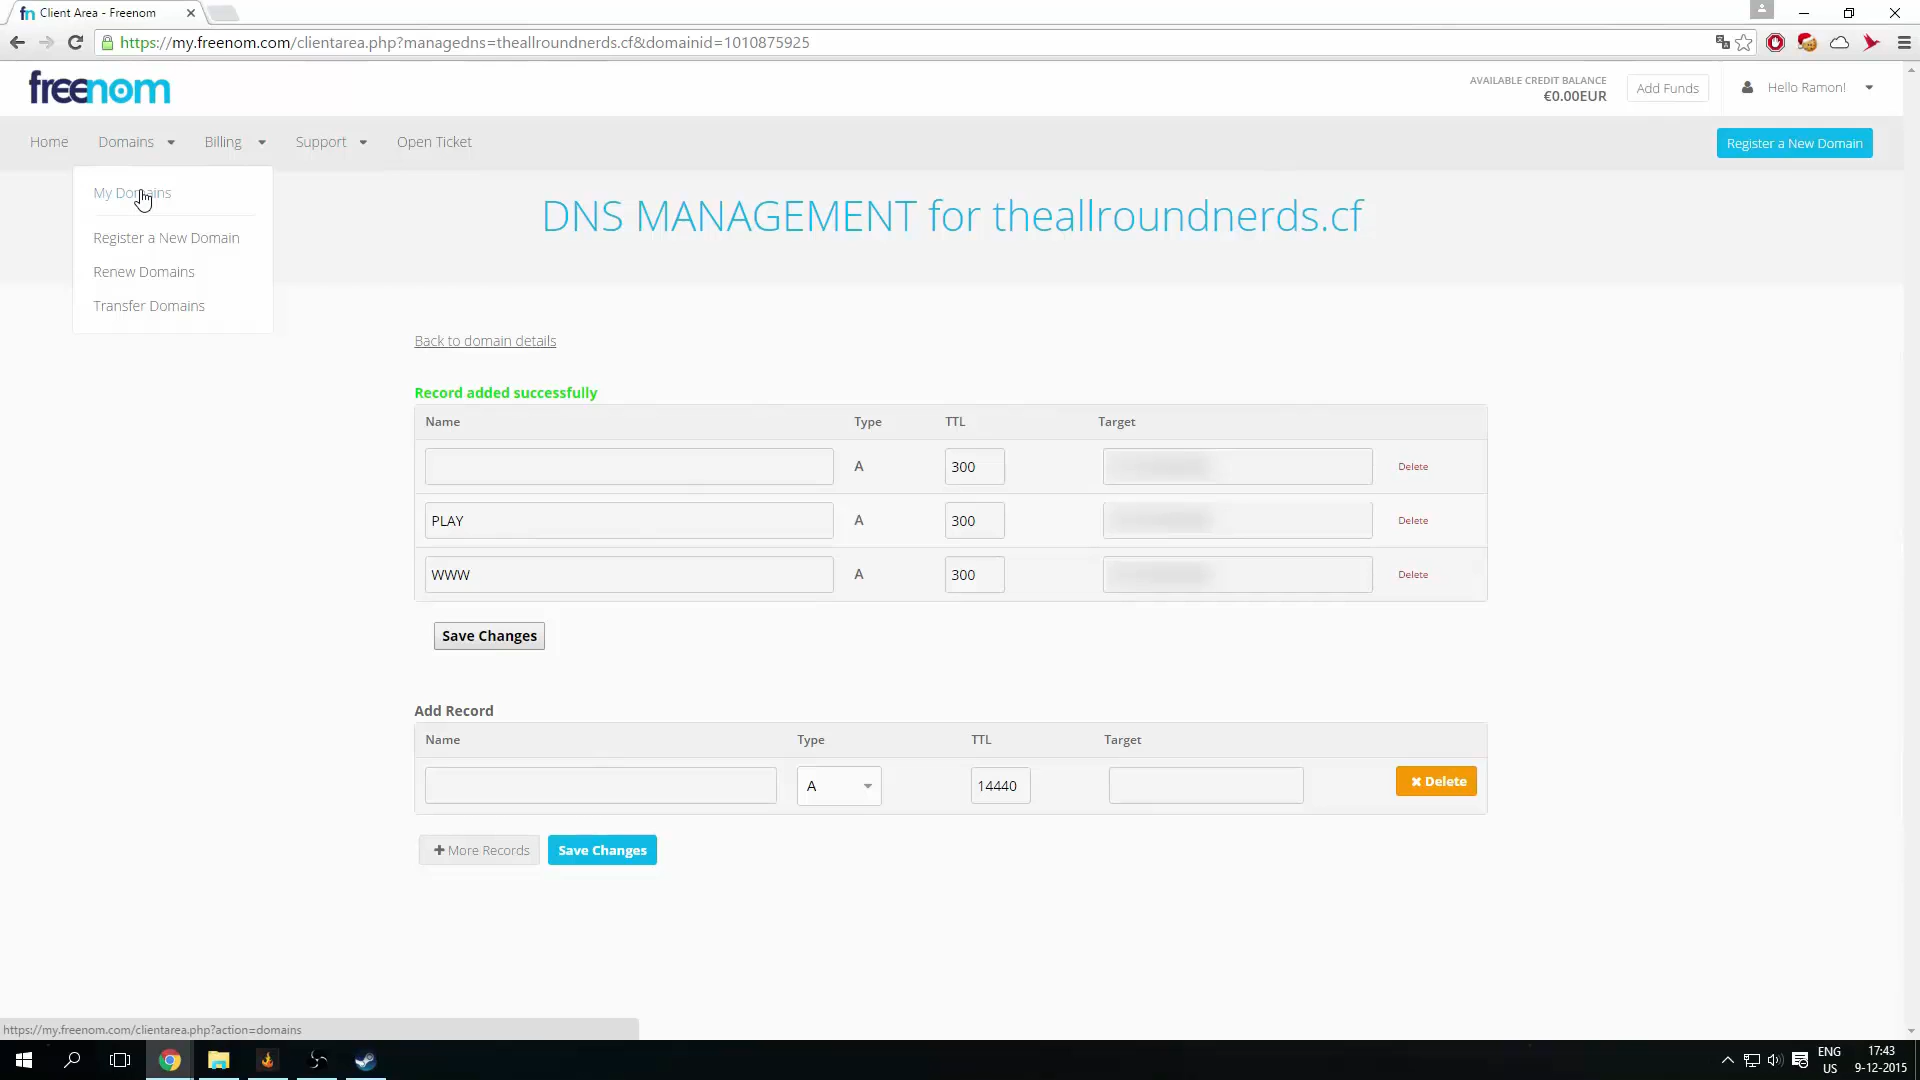 Client Area - Freenom
https://my.freenom.com/clientarea.php?managedns=theallroundnerds.cf&domainid=1010875925
freenom
AVAILABLE CREDIT BALANCE
€0.00EUR
Add Funds
Hello Ramon!
Home
Domains
Billing
Support
Open Ticket
Register a New Domain
My Domains
Register a New Domain
Renew Domains
Transfer Domains
DNS MANAGEMENT for theallroundnerds.cf
Back to domain details
Record added successfully
Name Type TTL Target
A 300 Delete
PLAY A 300 Delete
WWW A 300 Delete
Save Changes
Add Record
Name Type TTL Target
A 14440 Delete
More Records Save Changes
https://my.freenom.com/clientarea.php?action=domains
ENG 17:43
US 9-12-2015